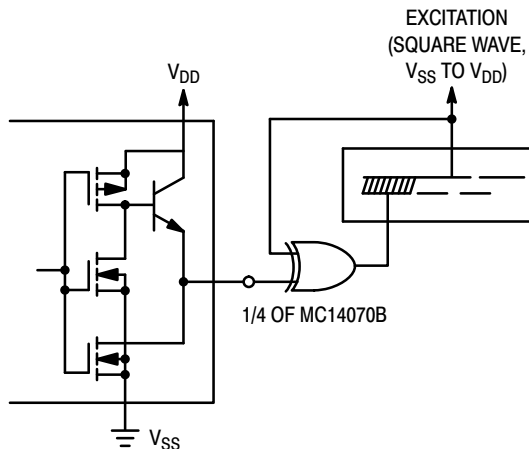 EXCITATION
(SQUARE WAVE,
VSS TO VDD)
VDD
1/4 OF MC14070B
VSS